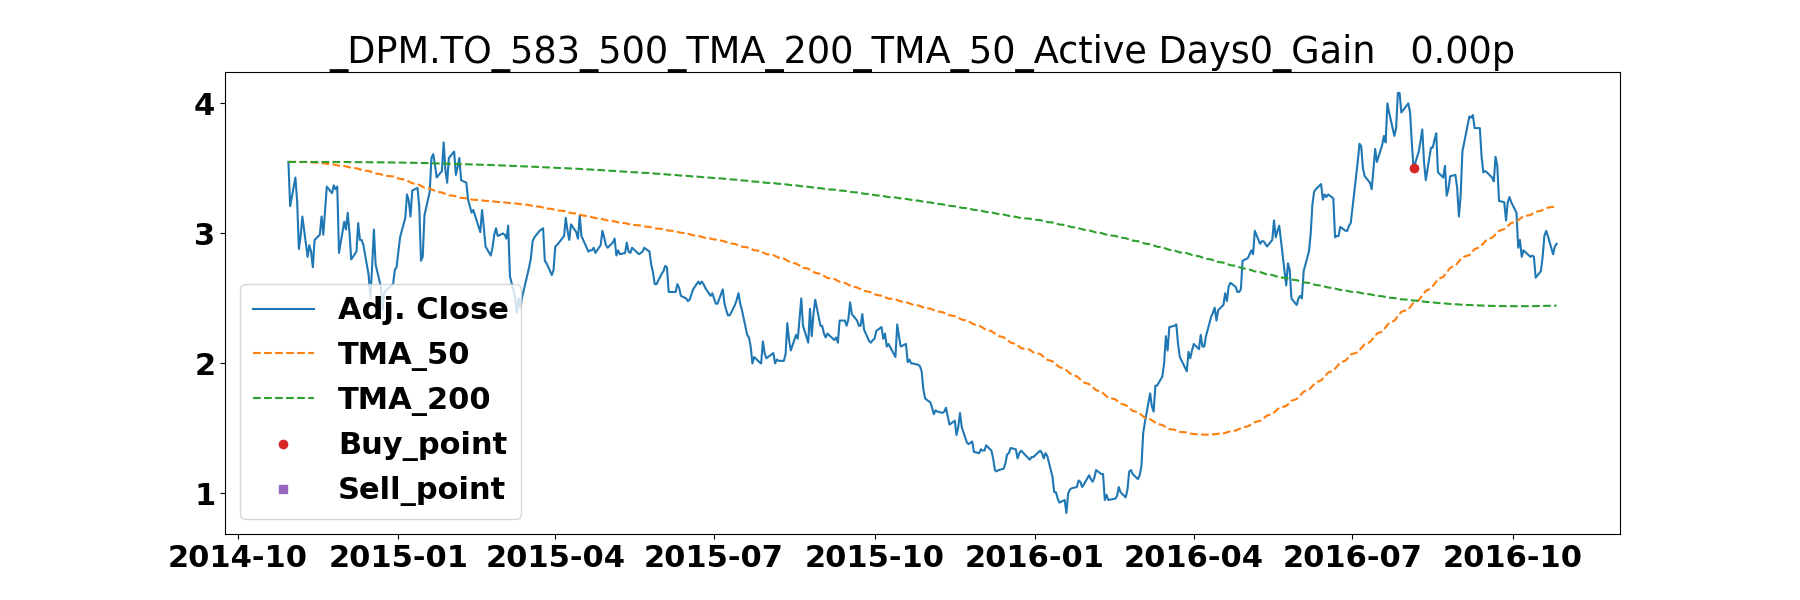 _DPM.TO_583_500_TMA_200_TMA_50_Active Days0_Gain   0.00p
4
3
2
1
Adj. Close
TMA_50
TMA_200
Buy_point
Sell_point
2014-10 2015-01 2015-04 2015-07 2015-10 2016-01 2016-04 2016-07 2016-10